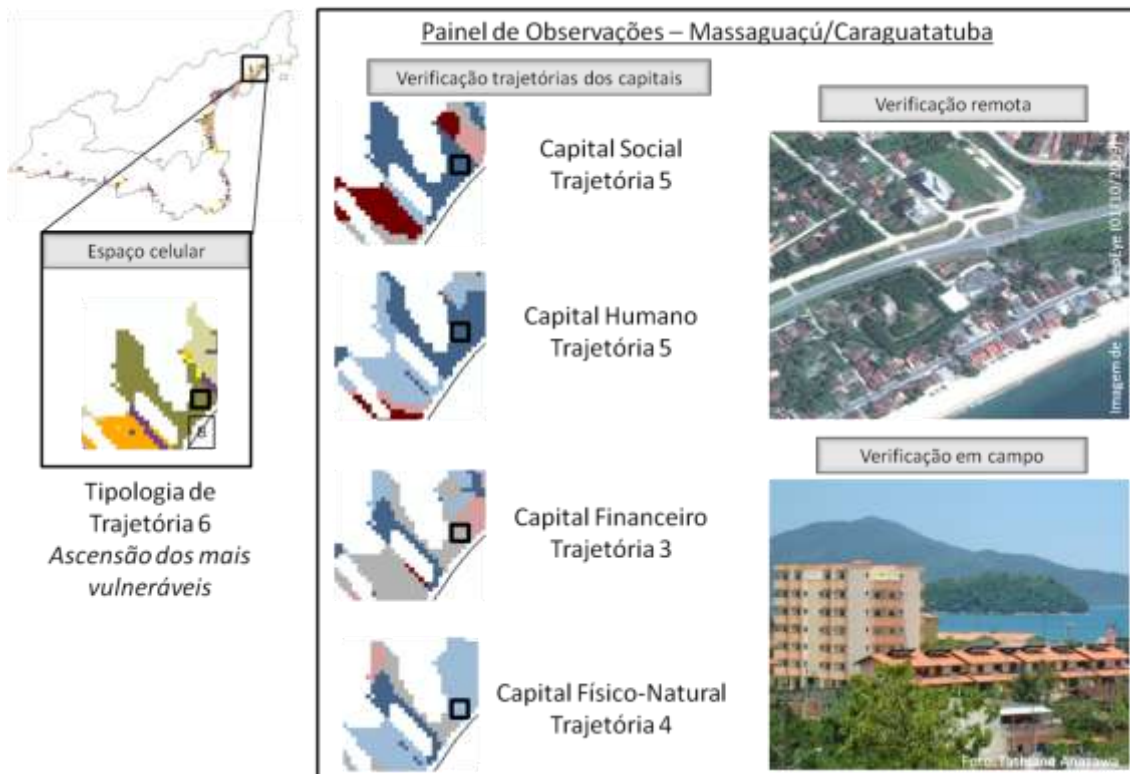 Painel de Observações – Massaguaçú/Caraguatatuba
Espaço celular
Tipologia de
Trajetória 6
Ascensão dos mais
vulneráveis
Verificação trajetórias dos capitais
Capital Social
Trajetória 5
Capital Humano
Trajetória 5
Capital Financeiro
Trajetória 3
Capital Físico-Natural
Trajetória 4
Verificação remota
Imagem de
Verificação em campo
Foto: Anazawa